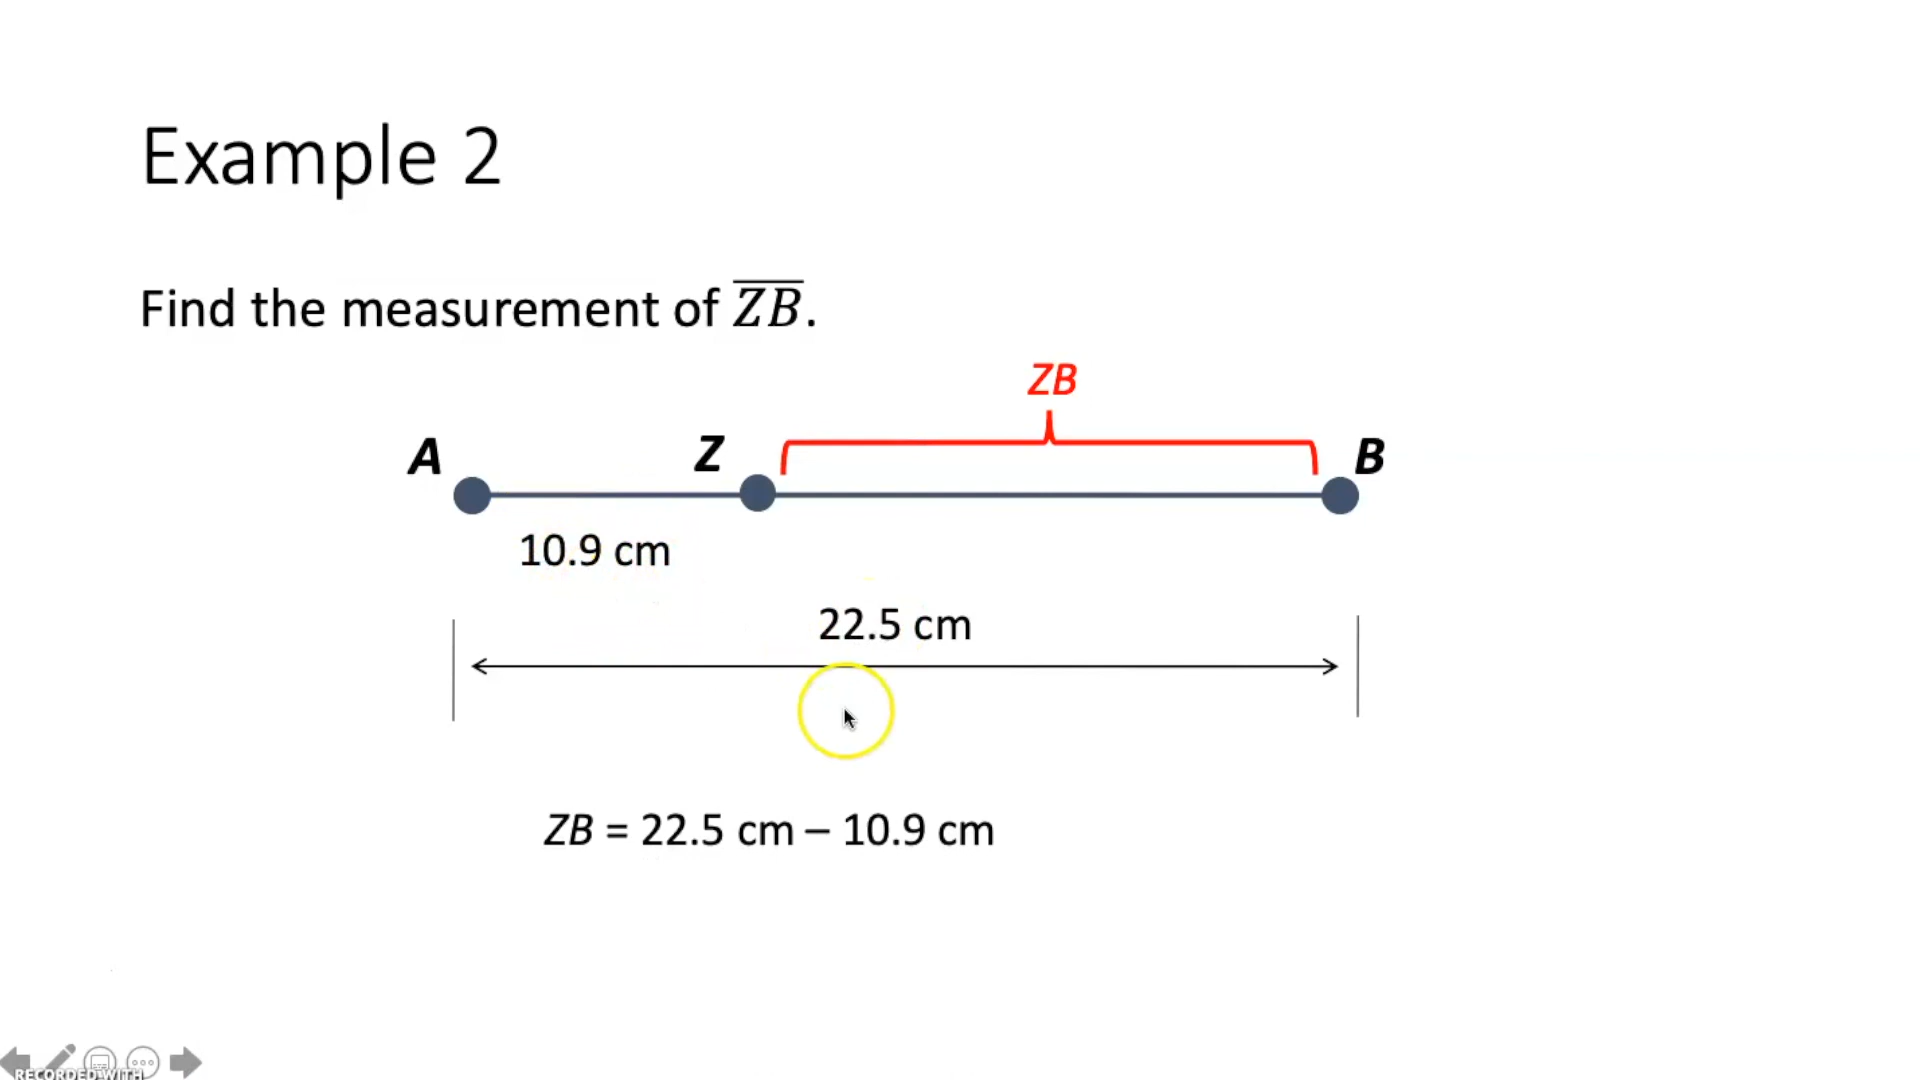 Example 2
Find the measurement of \overline{ZB}.
ZB
A
Z
B
10.9 cm
22.5 cm
ZB = 22.5 cm – 10.9 cm
RECORDED WITH